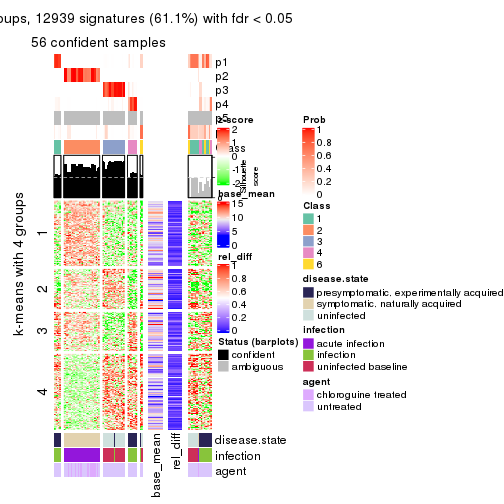 oups, 12939 signatures (61.1%) with fdr < 0.05
56 confident samples
p1
p2
p3
p4
p5
z-score
2
1
0
-1
-2
Class
Silhouette
score
base_mean
15
10
5
0
rel_diff
1
0.8
0.6
0.4
0.2
0
Status (barplots)
confident
ambiguous
Prob
1
0.8
0.6
0.4
0.2
0
Class
1
2
3
4
6
disease.state
presymptomatic. experimentally acquired
symptomatic. naturally acquired
uninfected
infection
acute infection
infection
uninfected baseline
agent
chloroguine treated
untreated
k-means with 4 groups
1
2
3
4
base_mean
rel_diff
disease.state
infection
agent